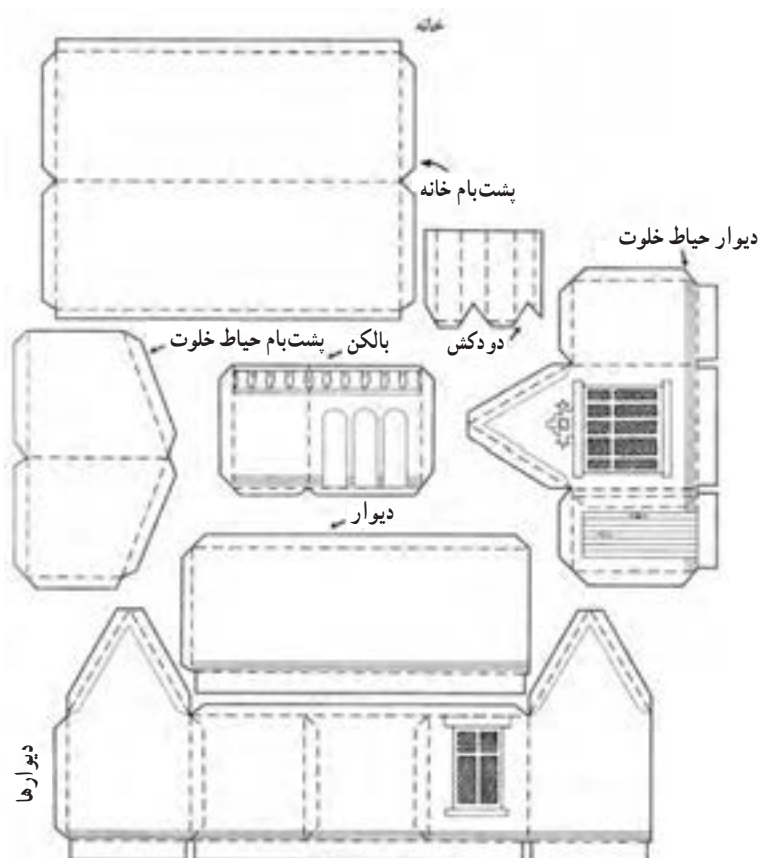 خانه
پشت‌بام خانه
دیوار حیاط خلوت
دودکش
بالکن
پشت‌بام حیاط خلوت
دیوار
دیوارها